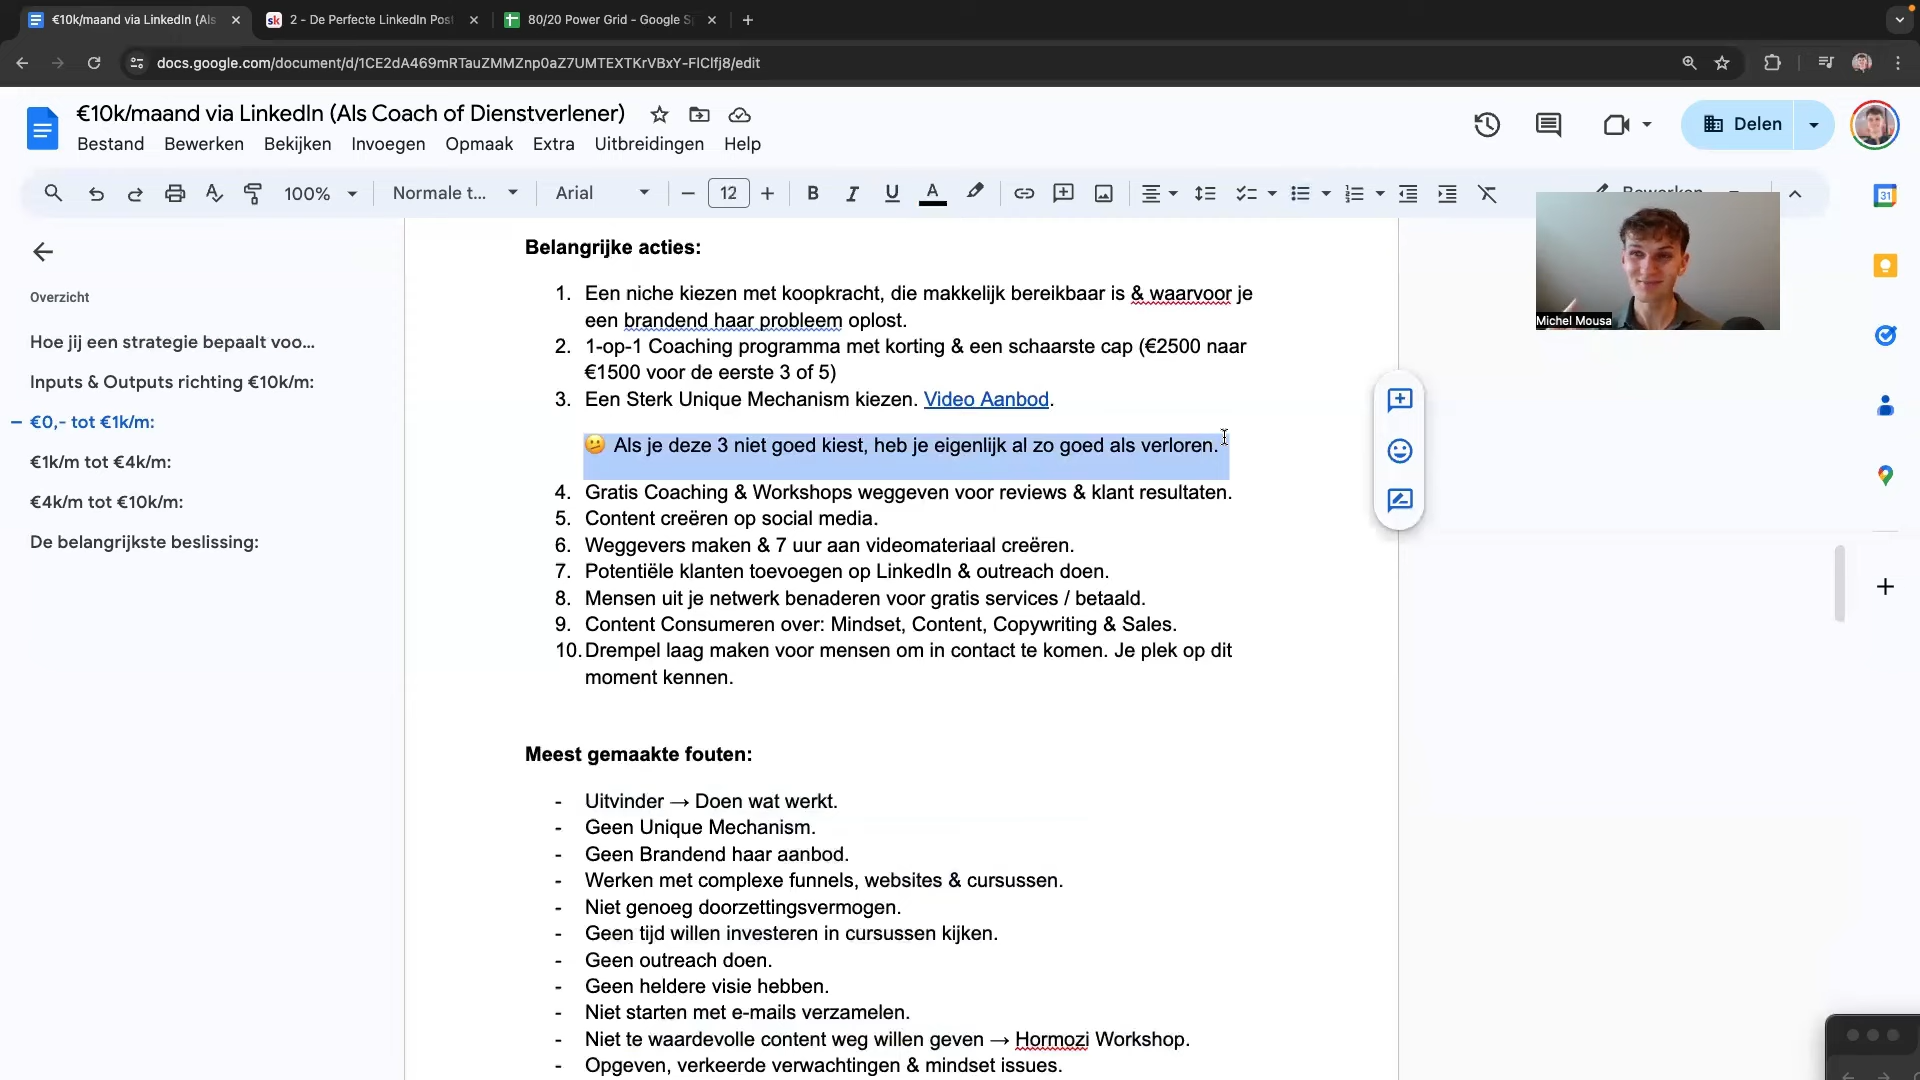 €10k/maand via LinkedIn (Als
2 - De Perfecte LinkedIn Pos
80/20 Power Grid - Google S
docs.google.com/document/d/1CE2dA469mRTauZMMZnp0aZ7UMTEXTKrVBxY-FlClfj8/edit
€10k/maand via LinkedIn (Als Coach of Dienstverlener)
Bestand Bewerken Bekijken Invoegen Opmaak Extra Uitbreidingen Help
Delen
100% Normale t... Arial 12
Bewerken
Michel Mousa
Overzicht
Hoe jij een strategie bepaalt voo...
Inputs & Outputs richting €10k/m:
€0,- tot €1k/m:
€1k/m tot €4k/m:
€4k/m tot €10k/m:
De belangrijkste beslissing:
Belangrijke acties:
1. Een niche kiezen met koopkracht, die makkelijk bereikbaar is & waarvoor je
een brandend haar probleem oplost.
2. 1-op-1 Coaching programma met korting & een schaarste cap (€2500 naar
€1500 voor de eerste 3 of 5)
3. Een Sterk Unique Mechanism kiezen. Video Aanbod.
🫤 Als je deze 3 niet goed kiest, heb je eigenlijk al zo goed als verloren.
4. Gratis Coaching & Workshops weggeven voor reviews & klant resultaten.
5. Content creëren op social media.
6. Weggevers maken & 7 uur aan videomateriaal creëren.
7. Potentiële klanten toevoegen op LinkedIn & outreach doen.
8. Mensen uit je netwerk benaderen voor gratis services / betaald.
9. Content Consumeren over: Mindset, Content, Copywriting & Sales.
10. Drempel laag maken voor mensen om in contact te komen. Je plek op dit
moment kennen.
Meest gemaakte fouten:
- Uitvinder → Doen wat werkt.
- Geen Unique Mechanism.
- Geen Brandend haar aanbod.
- Werken met complexe funnels, websites & cursussen.
- Niet genoeg doorzettingsvermogen.
- Geen tijd willen investeren in cursussen kijken.
- Geen outreach doen.
- Geen heldere visie hebben.
- Niet starten met e-mails verzamelen.
- Niet te waardevolle content weg willen geven → Hormozi Workshop.
- Opgeven, verkeerde verwachtingen & mindset issues.